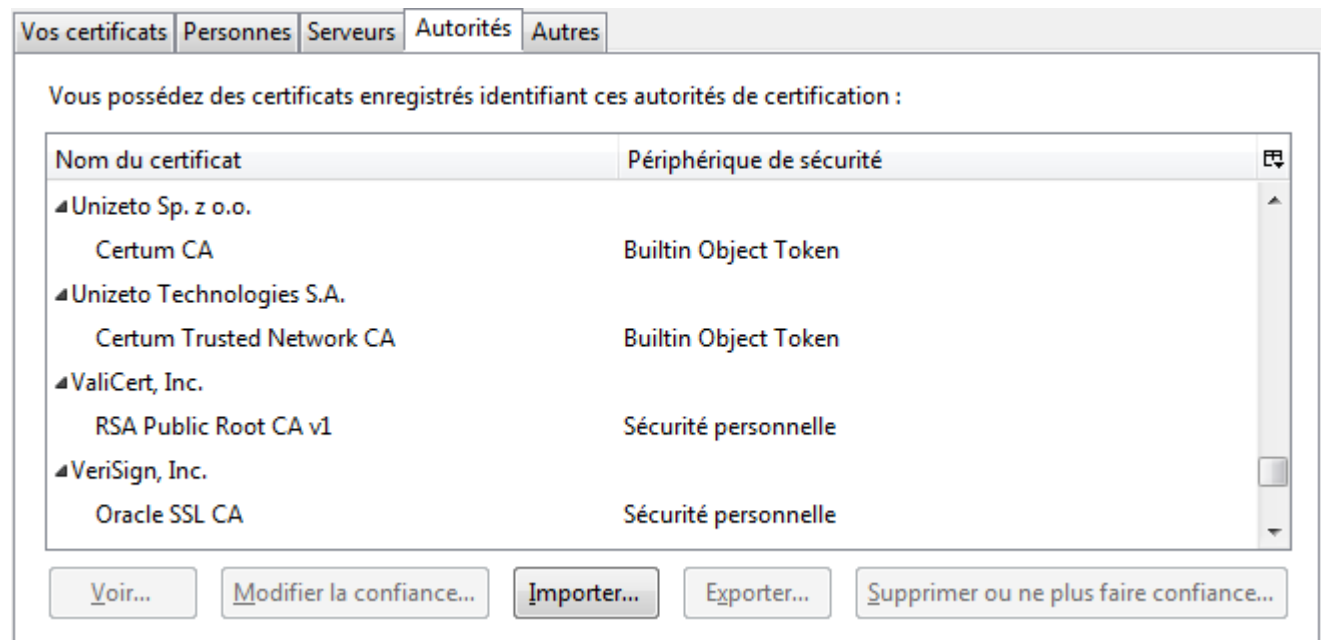 Vos certificats Personnes Serveurs Autorités Autres
Vous possédez des certificats enregistrés identifiant ces autorités de certification :
Nom du certificat Périphérique de sécurité
Unizeto Sp. z o.o.
Certum CA Builtin Object Token
Unizeto Technologies S.A.
Certum Trusted Network CA Builtin Object Token
ValiCert, Inc.
RSA Public Root CA v1 Sécurité personnelle
VeriSign, Inc.
Oracle SSL CA Sécurité personnelle
Voir... Modifier la confiance... Importer... Exporter... Supprimer ou ne plus faire confiance...